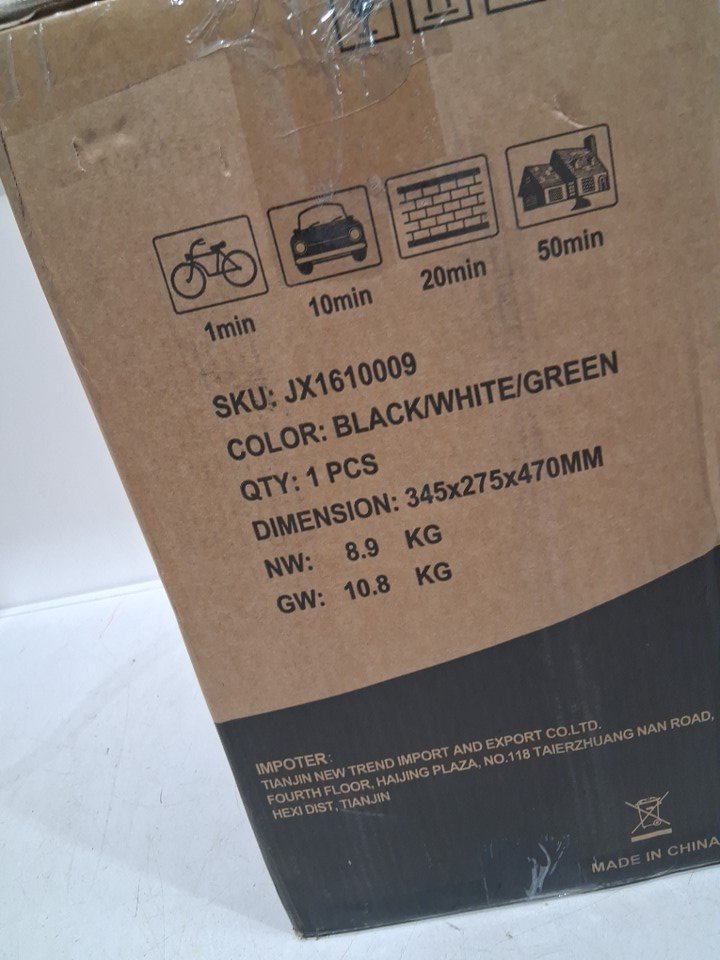 1min
10min
20min
50min
SKU: JX1610009
COLOR: BLACK/WHITE/GREEN
QTY: 1 PCS
DIMENSION: 345x275x470MM
NW: 8.9 KG
GW: 10.8 KG
IMPOTER:
TIANJIN NEW TREND IMPORT AND EXPORT CO.LTD.
FOURTH FLOOR, HAIJING PLAZA, NO.118 TAIERZHUANG NAN ROAD,
HEXI DIST, TIANJIN
MADE IN CHINA